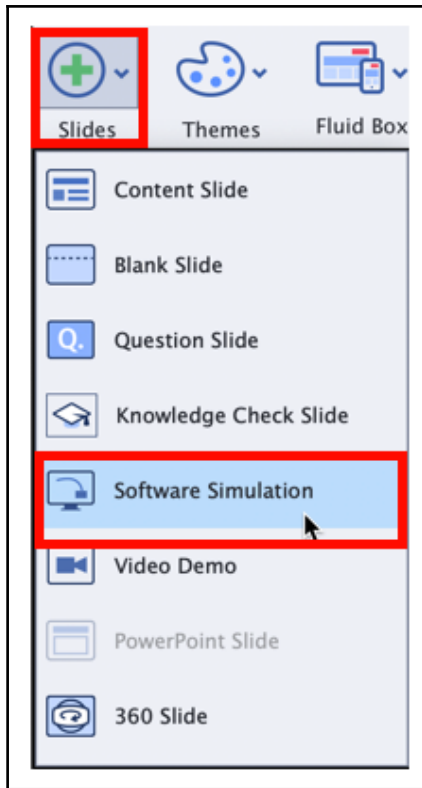 Slides Themes Fluid Box
Content Slide
Blank Slide
Q. Question Slide
Knowledge Check Slide
Software Simulation
Video Demo
PowerPoint Slide
360 Slide